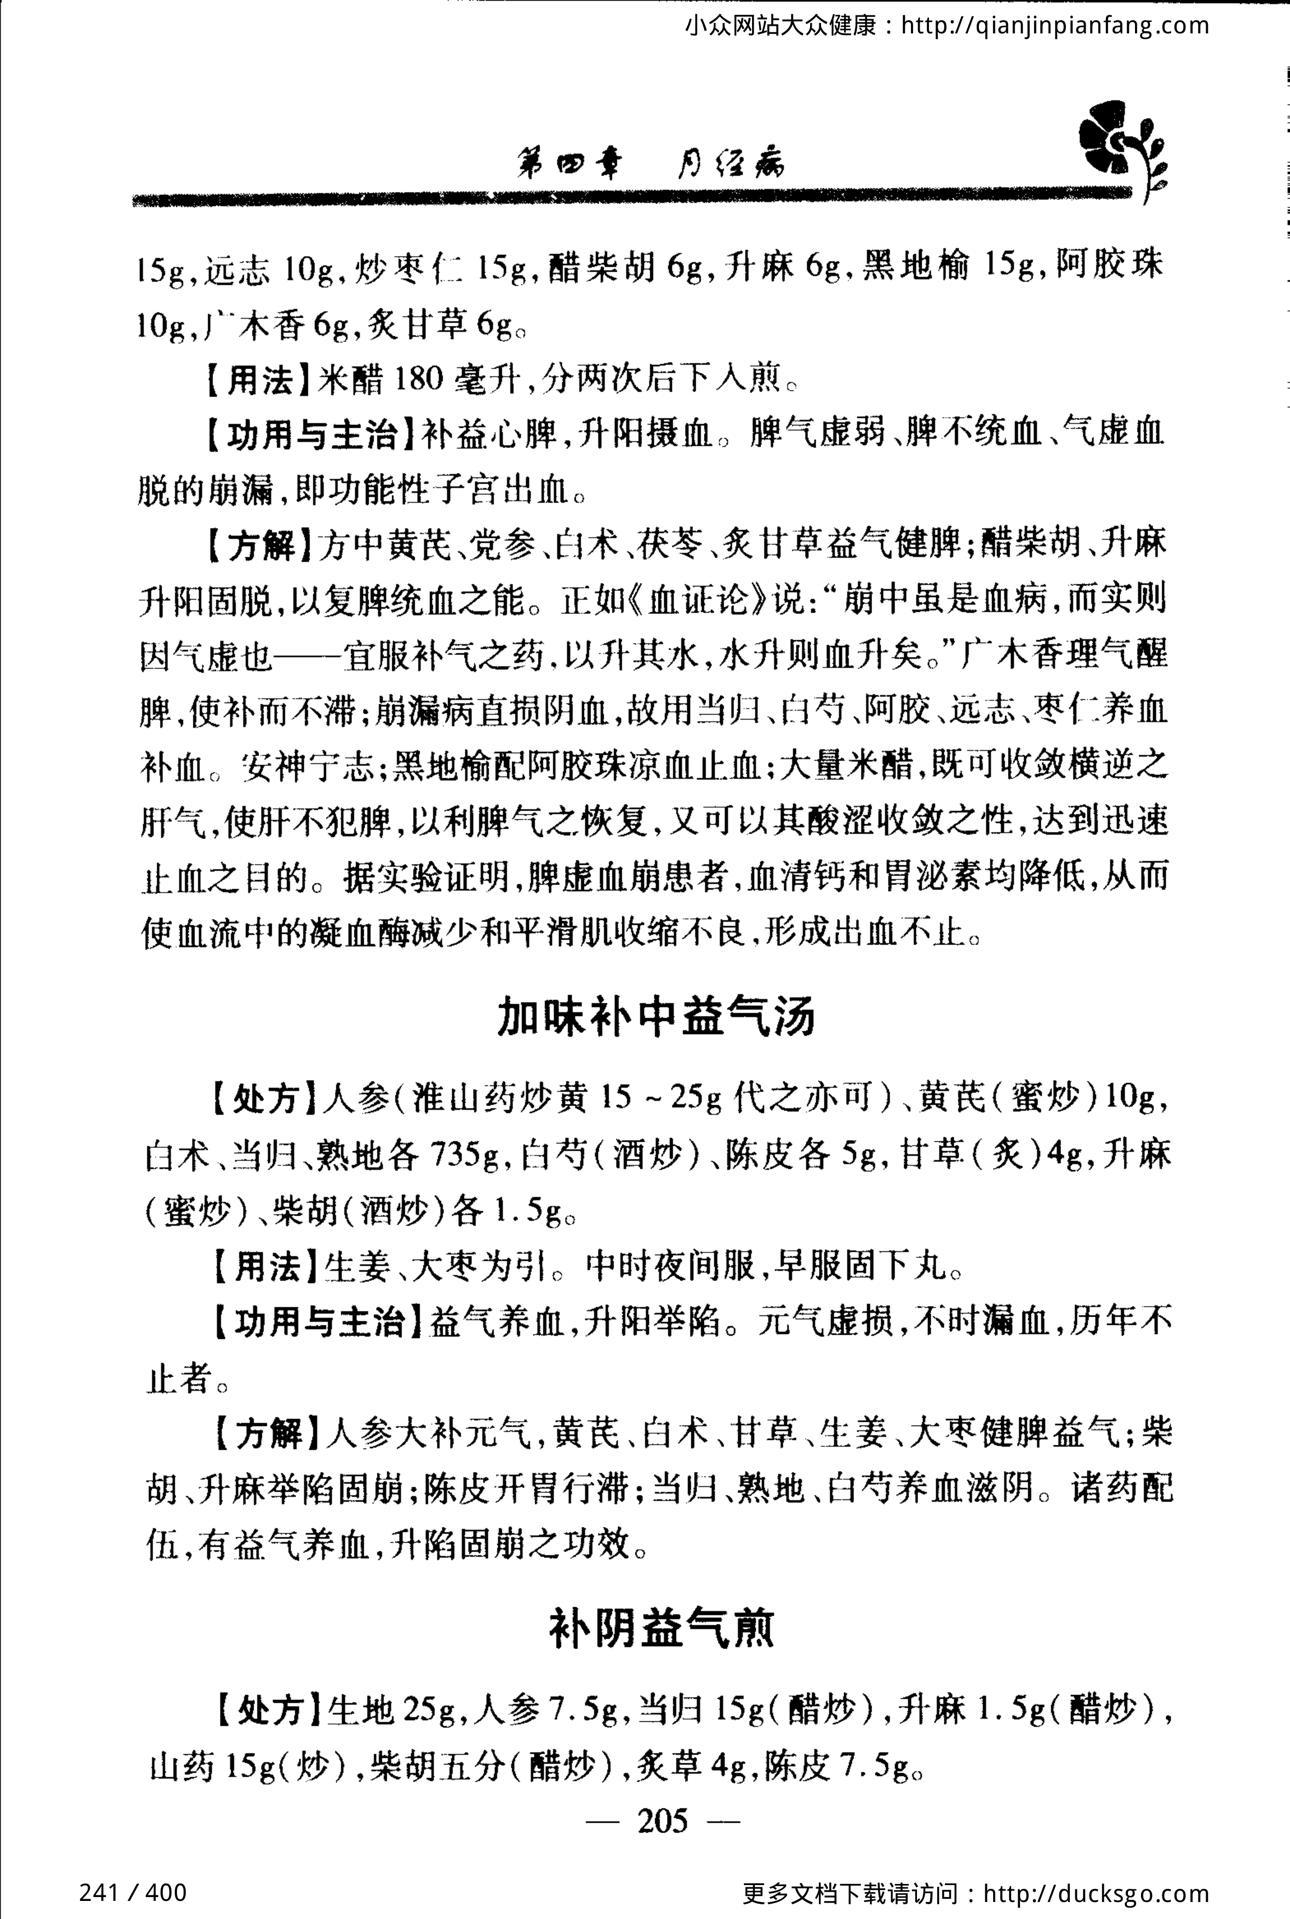 小众网站大众健康：http://qianjinpianfang.com
第四章　月经病
15g,远志 10g,炒枣仁 15g,醋柴胡 6g,升麻 6g,黑地榆 15g,阿胶珠
10g,广木香 6g,炙甘草 6g。
【用法】米醋 180 毫升,分两次后下入煎。
【功用与主治】补益心脾,升阳摄血。脾气虚弱、脾不统血、气虚血
脱的崩漏,即功能性子宫出血。
【方解】方中黄芪、党参、白术、茯苓、炙甘草益气健脾;醋柴胡、升麻
升阳固脱,以复脾统血之能。正如《血证论》说:“崩中虽是血病,而实则
因气虚也——宜服补气之药,以升其水,水升则血升矣。”广木香理气醒
脾,使补而不滞;崩漏病直损阴血,故用当归、白芍、阿胶、远志、枣仁养血
补血。安神宁志;黑地榆配阿胶珠凉血止血;大量米醋,既可收敛横逆之
肝气,使肝不犯脾,以利脾气之恢复,又可以其酸涩收敛之性,达到迅速
止血之目的。据实验证明,脾虚血崩患者,血清钙和胃泌素均降低,从而
使血流中的凝血酶减少和平滑肌收缩不良,形成出血不止。
加味补中益气汤
【处方】人参(淮山药炒黄 15 ~ 25g 代之亦可)、黄芪(蜜炒)10g,
白术、当归、熟地各 735g,白芍(酒炒)、陈皮各 5g,甘草(炙)4g,升麻
(蜜炒)、柴胡(酒炒)各 1.5g。
【用法】生姜、大枣为引。中时夜间服,早服固下丸。
【功用与主治】益气养血,升阳举陷。元气虚损,不时漏血,历年不
止者。
【方解】人参大补元气,黄芪、白术、甘草、生姜、大枣健脾益气;柴
胡、升麻举陷固崩;陈皮开胃行滞;当归、熟地、白芍养血滋阴。诸药配
伍,有益气养血,升陷固崩之功效。
补阴益气煎
【处方】生地 25g,人参 7.5g,当归 15g(醋炒),升麻 1.5g(醋炒),
山药 15g(炒),柴胡五分(醋炒),炙草 4g,陈皮 7.5g。
— 205 —
241 / 400
更多文档下载请访问：http://ducksgo.com